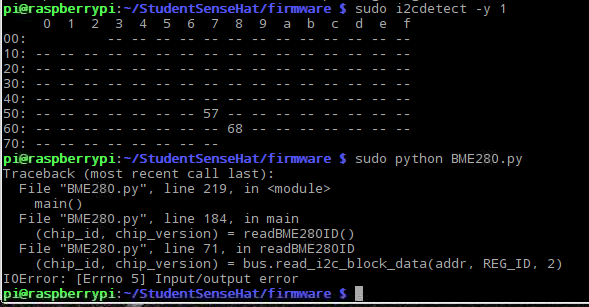 pi@raspberrypi:~/StudentSenseHat/firmware $ sudo i2cdetect -y 1
     0  1  2  3  4  5  6  7  8  9  a  b  c  d  e  f
00:          -- -- -- -- -- -- -- -- -- -- -- -- --
10: -- -- -- -- -- -- -- -- -- -- -- -- -- -- -- --
20: -- -- -- -- -- -- -- -- -- -- -- -- -- -- -- --
30: -- -- -- -- -- -- -- -- -- -- -- -- -- -- -- --
40: -- -- -- -- -- -- -- -- -- -- -- -- -- -- -- --
50: -- -- -- -- -- -- -- 57 -- -- -- -- -- -- -- --
60: -- -- -- -- -- -- -- -- 68 -- -- -- -- -- -- --
70: -- -- -- -- -- -- -- --
pi@raspberrypi:~/StudentSenseHat/firmware $ sudo python BME280.py
Traceback (most recent call last):
  File "BME280.py", line 219, in <module>
    main()
  File "BME280.py", line 184, in main
    (chip_id, chip_version) = readBME280ID()
  File "BME280.py", line 71, in readBME280ID
    (chip_id, chip_version) = bus.read_i2c_block_data(addr, REG_ID, 2)
IOError: [Errno 5] Input/output error
pi@raspberrypi:~/StudentSenseHat/firmware $